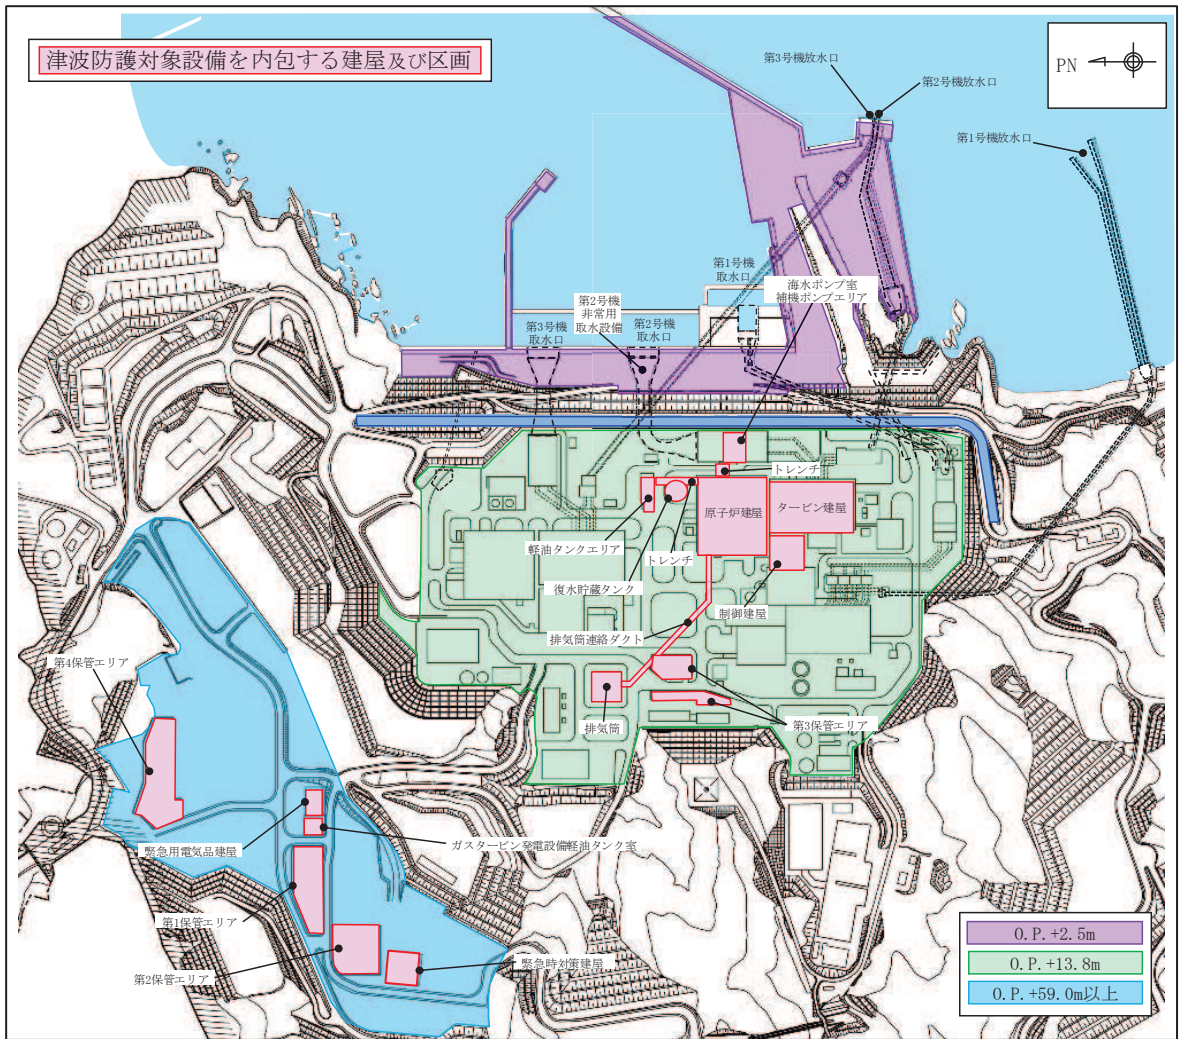 津波防護対象設備を内包する建屋及び区画
PN
第3号機放水口
第2号機放水口
第1号機放水口
第1号機
取水口
海水ポンプ室
補機ポンプエリア
第2号機
非常用
取水設備
第3号機
取水口
第2号機
取水口
トレンチ
原子炉建屋
タービン建屋
軽油タンクエリア
トレンチ
復水貯蔵タンク
制御建屋
排気筒連絡ダクト
第4保管エリア
排気筒
第3保管エリア
緊急用電気品建屋
ガスタービン発電設備軽油タンク室
第1保管エリア
第2保管エリア
緊急時対策建屋
O.P.+2.5m
O.P.+13.8m
O.P.+59.0m以上